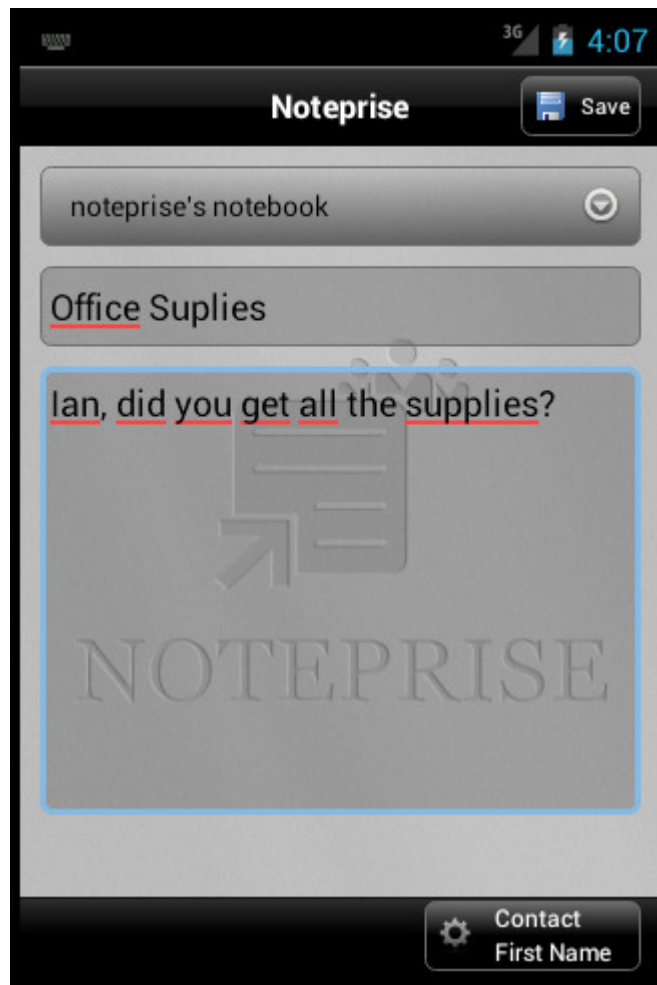 3G 4:07
Noteprise
Save
noteprise's notebook
Office Suplies
Ian, did you get all the supplies?
NOTEPRISE
Contact
First Name